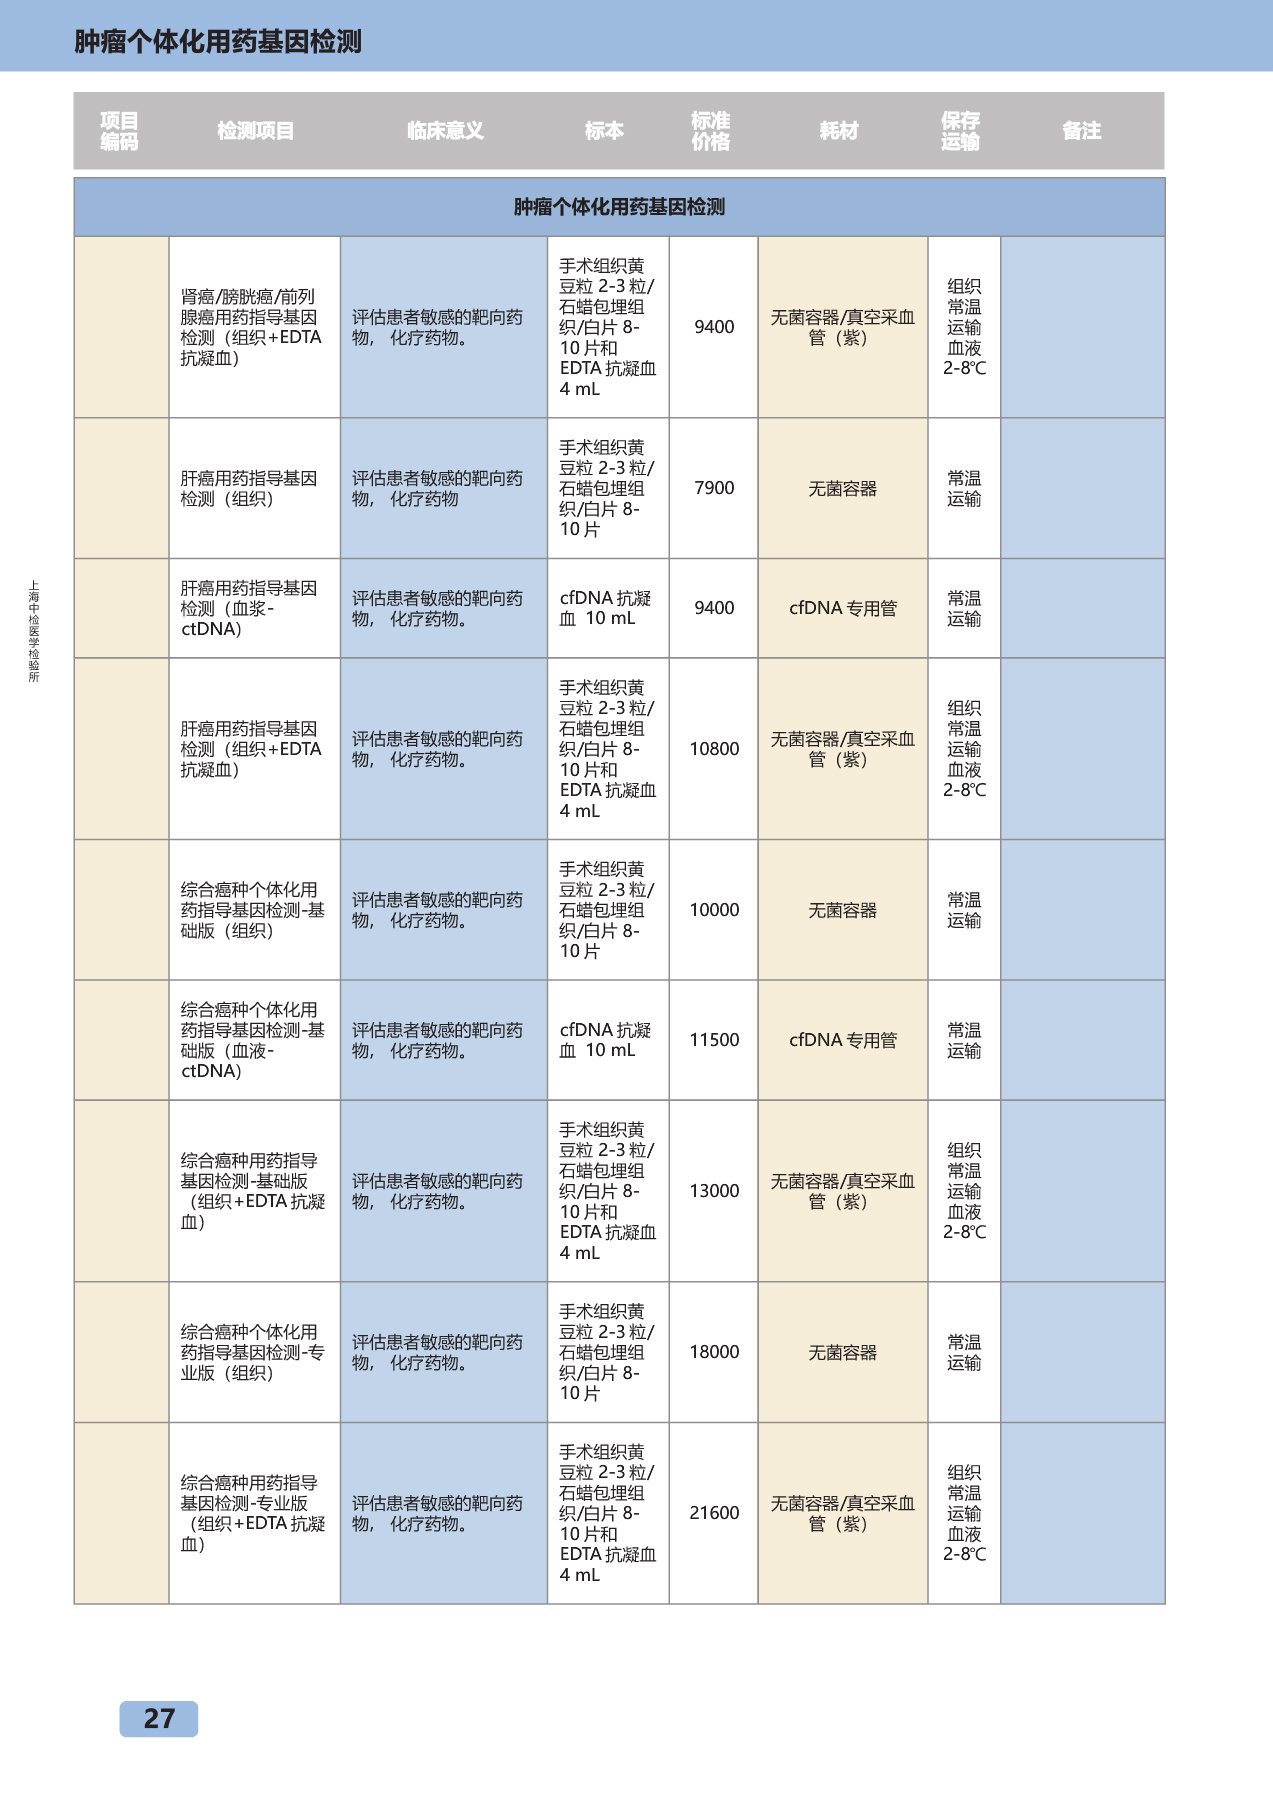 肿瘤个体化用药基因检测
项目
编码
检测项目
临床意义
标本
标准
价格
耗材
保存
运输
备注
肿瘤个体化用药基因检测
肾癌/膀胱癌/前列
腺癌用药指导基因
检测（组织+EDTA
抗凝血）
评估患者敏感的靶向药
物， 化疗药物。
手术组织黄
豆粒 2-3 粒/
石蜡包埋组
织/白片 8-
10 片和
EDTA 抗凝血
4 mL
9400
无菌容器/真空采血
管（紫）
组织
常温
运输
血液
2-8℃
肝癌用药指导基因
检测（组织）
评估患者敏感的靶向药
物， 化疗药物
手术组织黄
豆粒 2-3 粒/
石蜡包埋组
织/白片 8-
10 片
7900
无菌容器
常温
运输
肝癌用药指导基因
检测（血浆-
ctDNA）
评估患者敏感的靶向药
物， 化疗药物。
cfDNA 抗凝
血 10 mL
9400
cfDNA 专用管
常温
运输
肝癌用药指导基因
检测（组织+EDTA
抗凝血）
评估患者敏感的靶向药
物， 化疗药物。
手术组织黄
豆粒 2-3 粒/
石蜡包埋组
织/白片 8-
10 片和
EDTA 抗凝血
4 mL
10800
无菌容器/真空采血
管（紫）
组织
常温
运输
血液
2-8℃
综合癌种个体化用
药指导基因检测-基
础版（组织）
评估患者敏感的靶向药
物， 化疗药物。
手术组织黄
豆粒 2-3 粒/
石蜡包埋组
织/白片 8-
10 片
10000
无菌容器
常温
运输
综合癌种个体化用
药指导基因检测-基
础版（血液-
ctDNA）
评估患者敏感的靶向药
物， 化疗药物。
cfDNA 抗凝
血 10 mL
11500
cfDNA 专用管
常温
运输
综合癌种用药指导
基因检测-基础版
（组织+EDTA 抗凝
血）
评估患者敏感的靶向药
物， 化疗药物。
手术组织黄
豆粒 2-3 粒/
石蜡包埋组
织/白片 8-
10 片和
EDTA 抗凝血
4 mL
13000
无菌容器/真空采血
管（紫）
组织
常温
运输
血液
2-8℃
综合癌种个体化用
药指导基因检测-专
业版（组织）
评估患者敏感的靶向药
物， 化疗药物。
手术组织黄
豆粒 2-3 粒/
石蜡包埋组
织/白片 8-
10 片
18000
无菌容器
常温
运输
综合癌种用药指导
基因检测-专业版
（组织+EDTA 抗凝
血）
评估患者敏感的靶向药
物， 化疗药物。
手术组织黄
豆粒 2-3 粒/
石蜡包埋组
织/白片 8-
10 片和
EDTA 抗凝血
4 mL
21600
无菌容器/真空采血
管（紫）
组织
常温
运输
血液
2-8℃
上海中检医学检验所
27